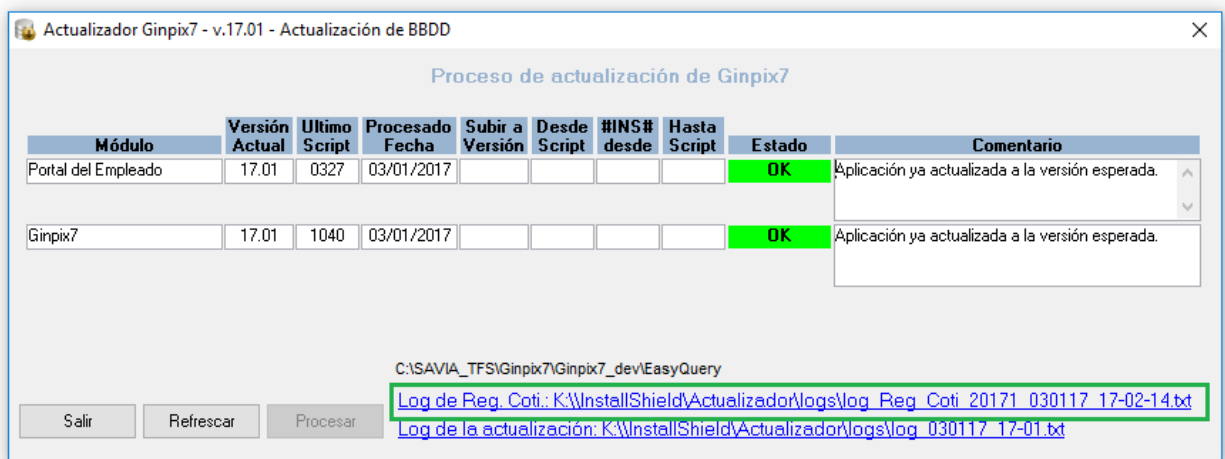 Actualizador Ginpix7 - v.17.01 - Actualización de BBDD
Proceso de actualización de Ginpix7
Módulo Versión Actual Ultimo Script Procesado Fecha Subir a Versión Desde Script #INS# desde Hasta Script Estado Comentario
Portal del Empleado 17.01 0327 03/01/2017 OK Aplicación ya actualizada a la versión esperada.
Ginpix7 17.01 1040 03/01/2017 OK Aplicación ya actualizada a la versión esperada.
C:\SAVIA_TFS\Ginpix7\Ginpix7_dev\EasyQuery
Log de Reg. Coti.: K:\\InstallShield\Actualizador\logs\log_Reg_Coti_20171_030117_17-02-14.txt
Salir Refrescar Procesar
Log de la actualización: K:\\InstallShield\Actualizador\logs\log_030117_17-01.txt